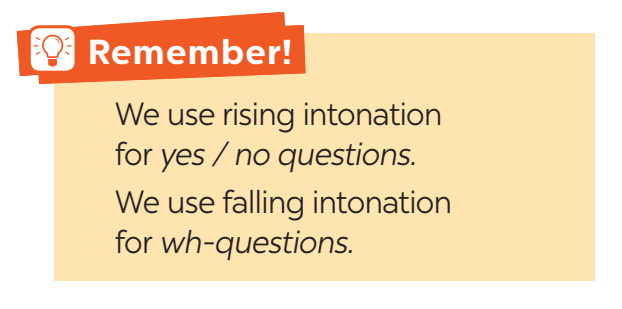 Remember!
We use rising intonation
for yes / no questions.
We use falling intonation
for wh-questions.